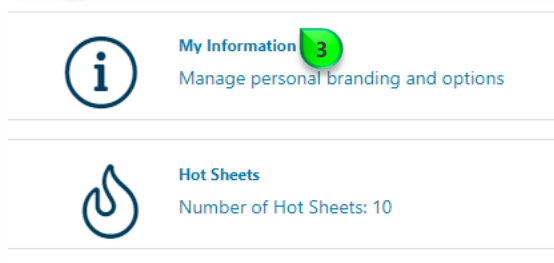 My Information 3
Manage personal branding and options
Hot Sheets
Number of Hot Sheets: 10